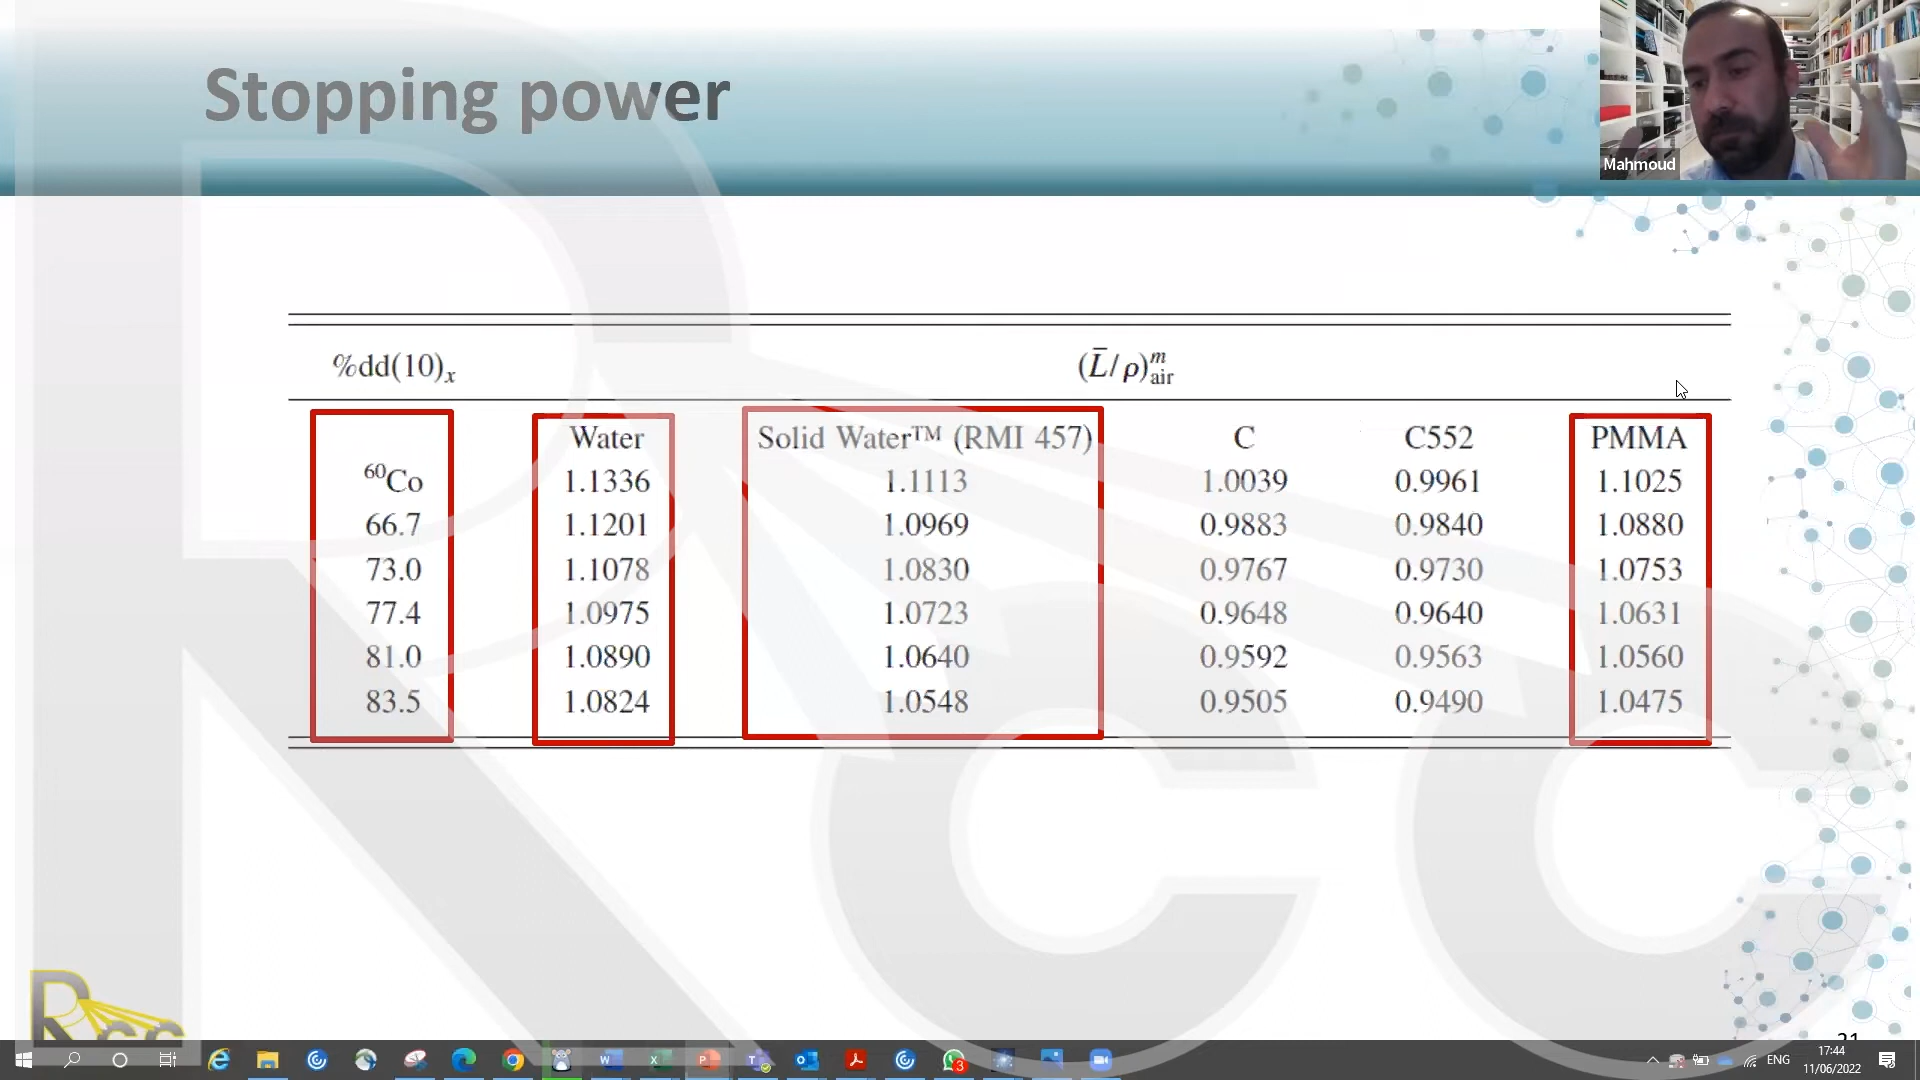 Stopping power
Mahmoud
%dd(10)x (L̄/ρ)ᵐair
Water Solid Water™ (RMI 457) C C552 PMMA
⁶⁰Co 1.1336 1.1113 1.0039 0.9961 1.1025
66.7 1.1201 1.0969 0.9883 0.9840 1.0880
73.0 1.1078 1.0830 0.9767 0.9730 1.0753
77.4 1.0975 1.0723 0.9648 0.9640 1.0631
81.0 1.0890 1.0640 0.9592 0.9563 1.0560
83.5 1.0824 1.0548 0.9505 0.9490 1.0475
Rcc
Rcc
ENG
17:44
11/06/2022
3